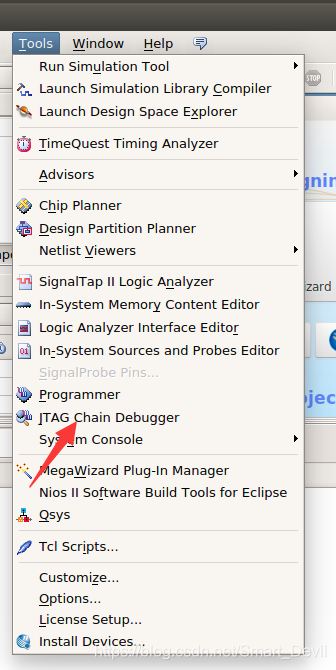 Tools Window Help
Run Simulation Tool
Launch Simulation Library Compiler
Launch Design Space Explorer
STOP
TimeQuest Timing Analyzer
Advisors
Chip Planner
Design Partition Planner
Netlist Viewers
SignalTap II Logic Analyzer
In-System Memory Content Editor
Logic Analyzer Interface Editor
In-System Sources and Probes Editor
SignalProbe Pins...
Programmer
JTAG Chain Debugger
System Console
MegaWizard Plug-In Manager
Nios II Software Build Tools for Eclipse
Qsys
Tcl Scripts...
Customize...
Options...
License Setup...
Install Devices...
https://blog.csdn.net/Smart_Devil